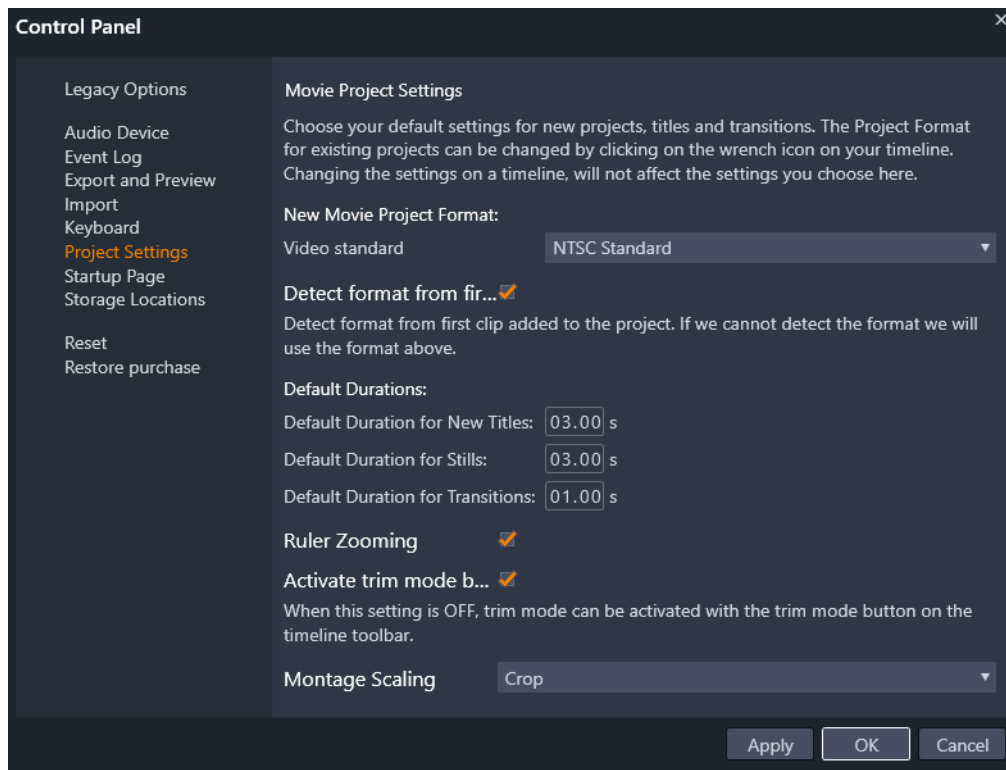 Control Panel
Legacy Options
Audio Device
Event Log
Export and Preview
Import
Keyboard
Project Settings
Startup Page
Storage Locations
Reset
Restore purchase
Movie Project Settings
Choose your default settings for new projects, titles and transitions. The Project Format
for existing projects can be changed by clicking on the wrench icon on your timeline.
Changing the settings on a timeline, will not affect the settings you choose here.
New Movie Project Format:
Video standard NTSC Standard
Detect format from fir...
Detect format from first clip added to the project. If we cannot detect the format we will
use the format above.
Default Durations:
Default Duration for New Titles: 03.00 s
Default Duration for Stills: 03.00 s
Default Duration for Transitions: 01.00 s
Ruler Zooming
Activate trim mode b...
When this setting is OFF, trim mode can be activated with the trim mode button on the
timeline toolbar.
Montage Scaling Crop
Apply OK Cancel